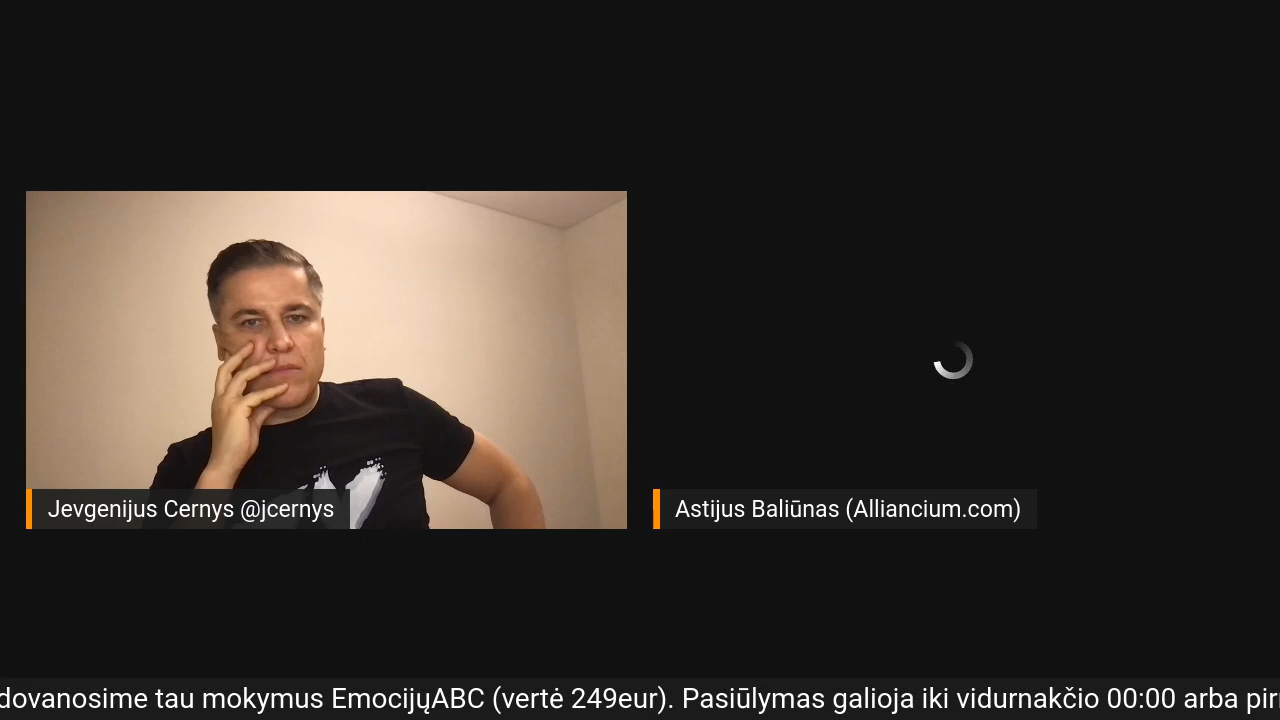 Jevgenijus Cernys @jcernys
Astijus Baliūnas (Alliancium.com)
dovanosime tau mokymus EmocijųABC (vertė 249eur). Pasiūlymas galioja iki vidurnakčio 00:00 arba